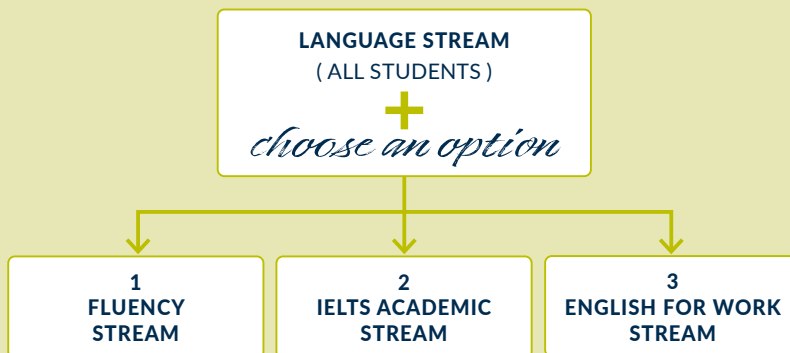 LANGUAGE STREAM
( ALL STUDENTS )
+
choose an option
1
FLUENCY
STREAM
2
IELTS ACADEMIC
STREAM
3
ENGLISH FOR WORK
STREAM